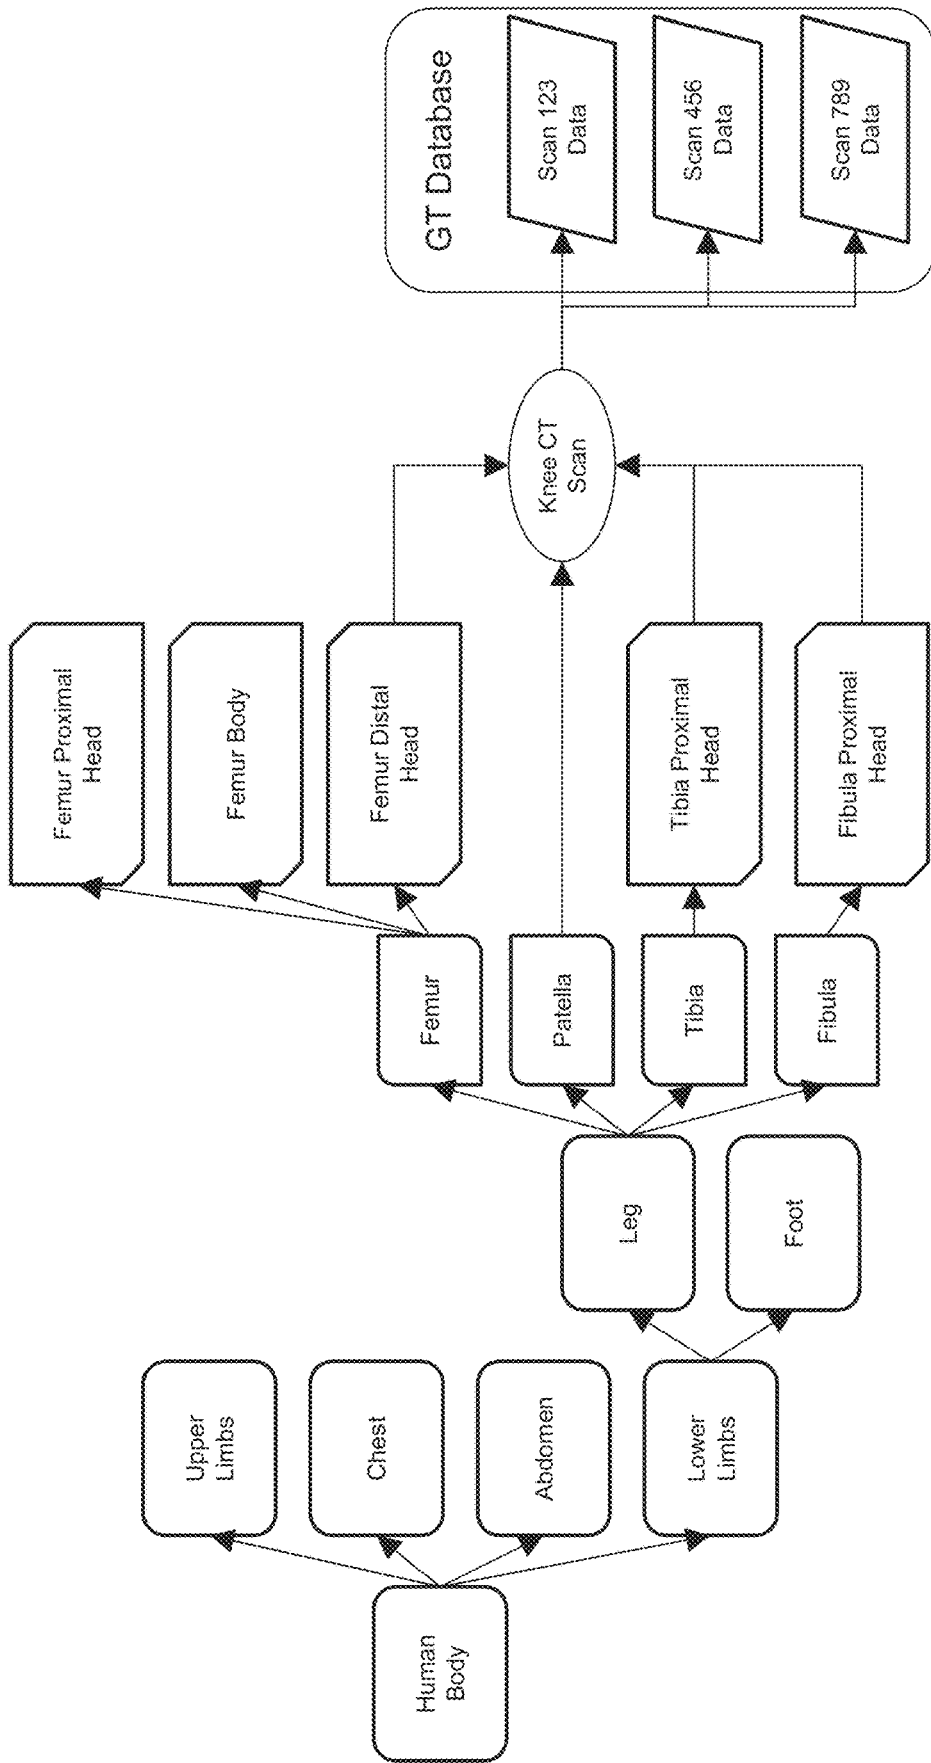 Human
Body
Upper
Limbs
Chest
Abdomen
Lower
Limbs
Leg
Foot
Femur
Patella
Tibia
Fibula
Femur Proximal
Head
Femur Body
Femur Distal
Head
Tibia Proximal
Head
Fibula Proximal
Head
Knee CT
Scan
GT Database
Scan 123
Data
Scan 456
Data
Scan 789
Data